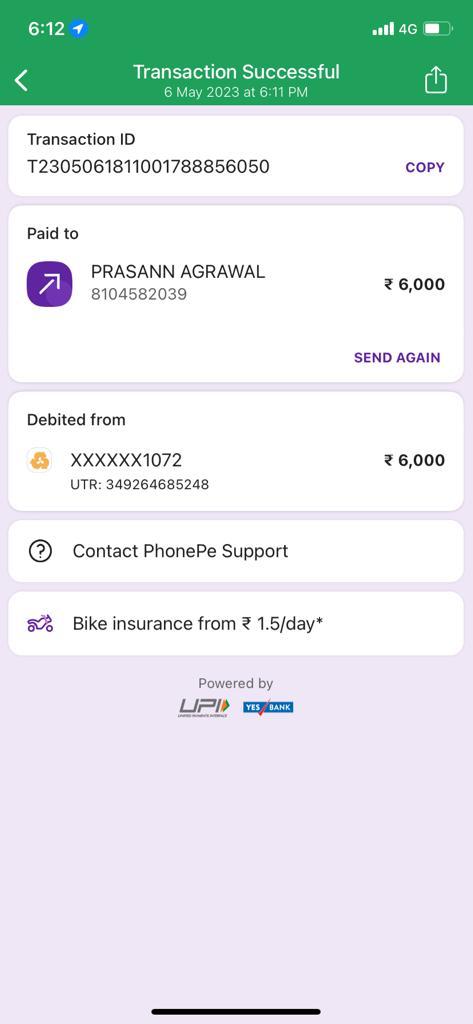 6:12
4G
Transaction Successful
6 May 2023 at 6:11 PM
Transaction ID
T2305061811001788856050
COPY
Paid to
PRASANN AGRAWAL
₹ 6,000
8104582039
SEND AGAIN
Debited from
XXXXXX1072
₹ 6,000
UTR: 349264685248
Contact PhonePe Support
Bike insurance from ₹ 1.5/day*
Powered by
UPI
UNIFIED PAYMENTS INTERFACE
YES BANK